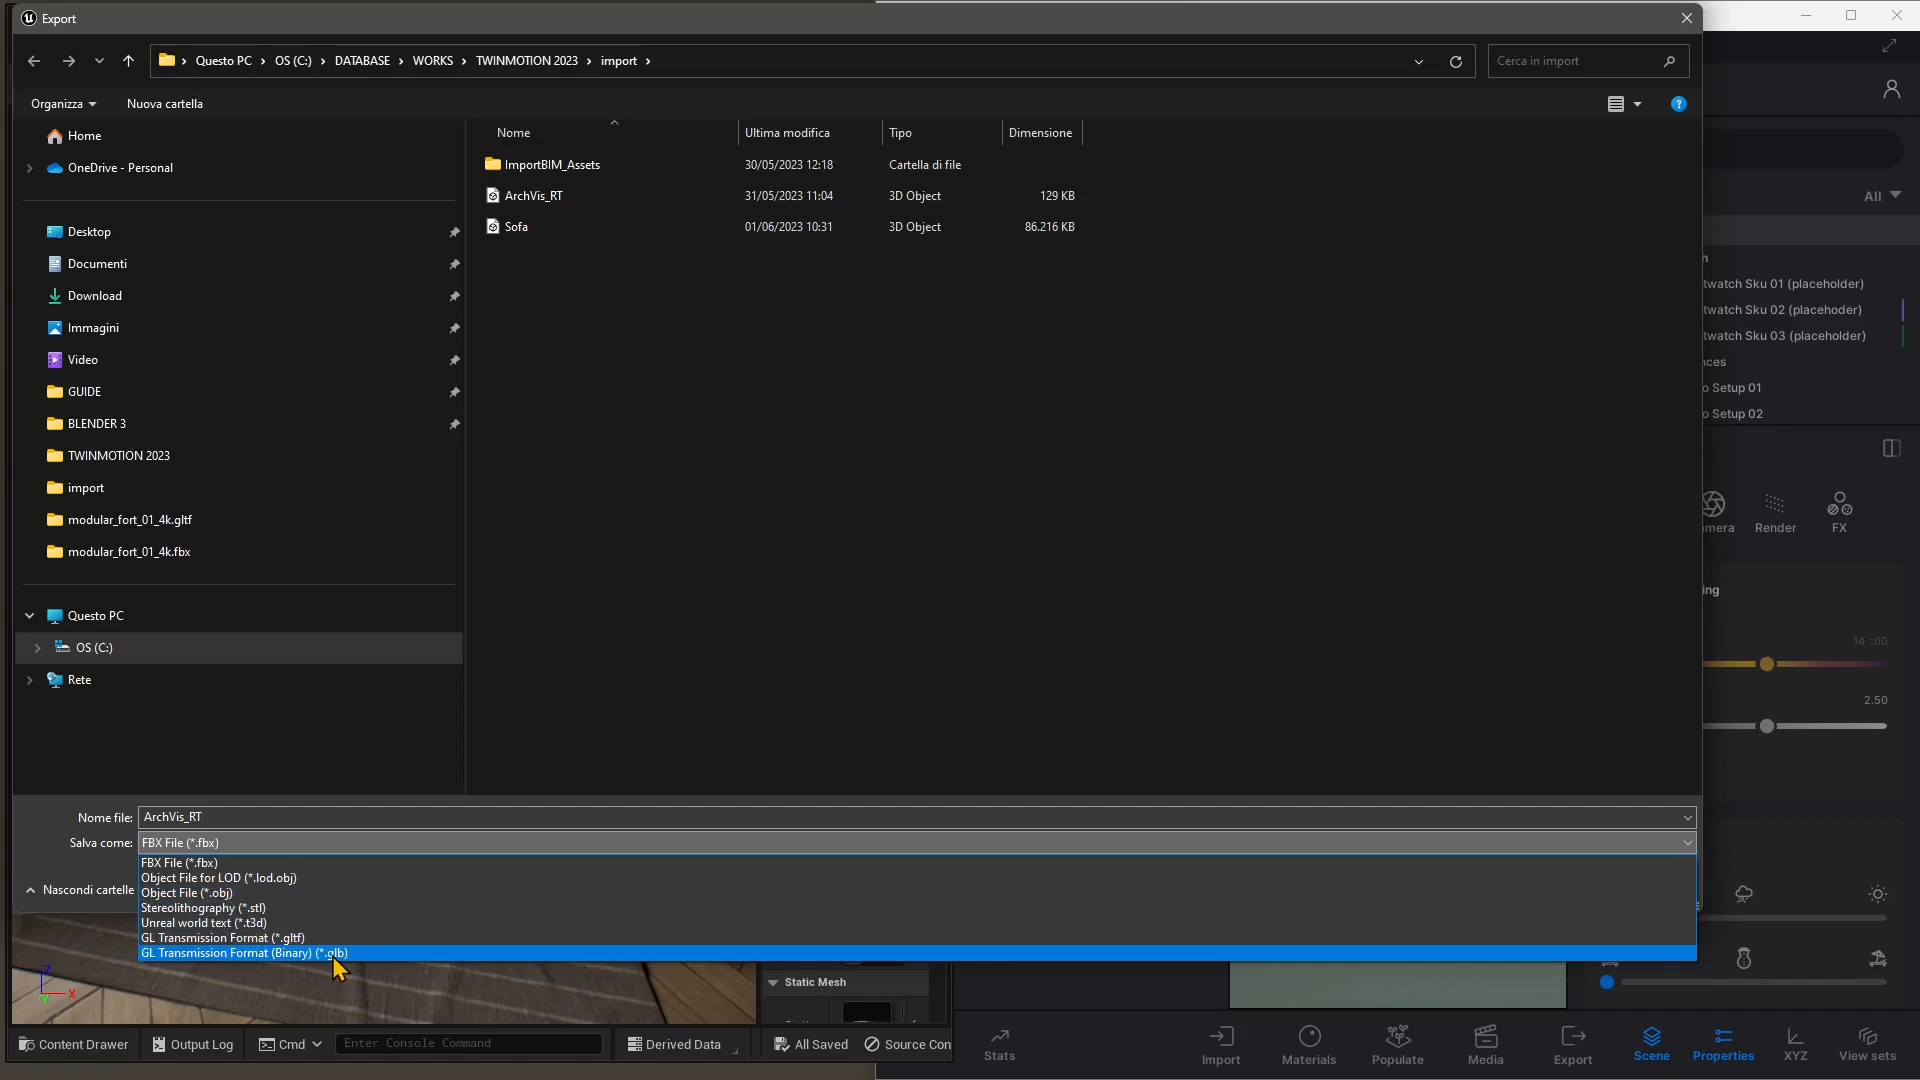 Export
Questo PC > OS (C:) > DATABASE > WORKS > TWINMOTION 2023 > import >
Cerca in import
Organizza
Nuova cartella
Home
OneDrive - Personal
Desktop
Documenti
Download
Immagini
Video
GUIDE
BLENDER 3
TWINMOTION 2023
import
modular_fort_01_4k.gltf
modular_fort_01_4k.fbx
Questo PC
OS (C:)
Rete
Nome Ultima modifica Tipo Dimensione
ImportBIM_Assets 30/05/2023 12:18 Cartella di file
ArchVis_RT 31/05/2023 11:04 3D Object 129 KB
Sofa 01/06/2023 10:31 3D Object 86.216 KB
Nome file: ArchVis_RT
Salva come: FBX File (*.fbx)
FBX File (*.fbx)
Object File for LOD (*.lod.obj)
Nascondi cartelle
Object File (*.obj)
Stereolithography (*.stl)
Unreal world text (*.t3d)
GL Transmission Format (*.gltf)
GL Transmission Format (Binary) (*.glb)
Z
X
Y
Static Mesh
Content Drawer
Output Log
Cmd
Enter Console Command
Derived Data
All Saved
Source Con
All
twatch Sku 01 (placeholder)
twatch Sku 02 (placehoder)
twatch Sku 03 (placeholder)
nces
o Setup 01
o Setup 02
mera
Render
FX
ing
14 :00
2.50
Stats
Import
Materials
Populate
Media
Export
Scene
Properties
XYZ
View sets